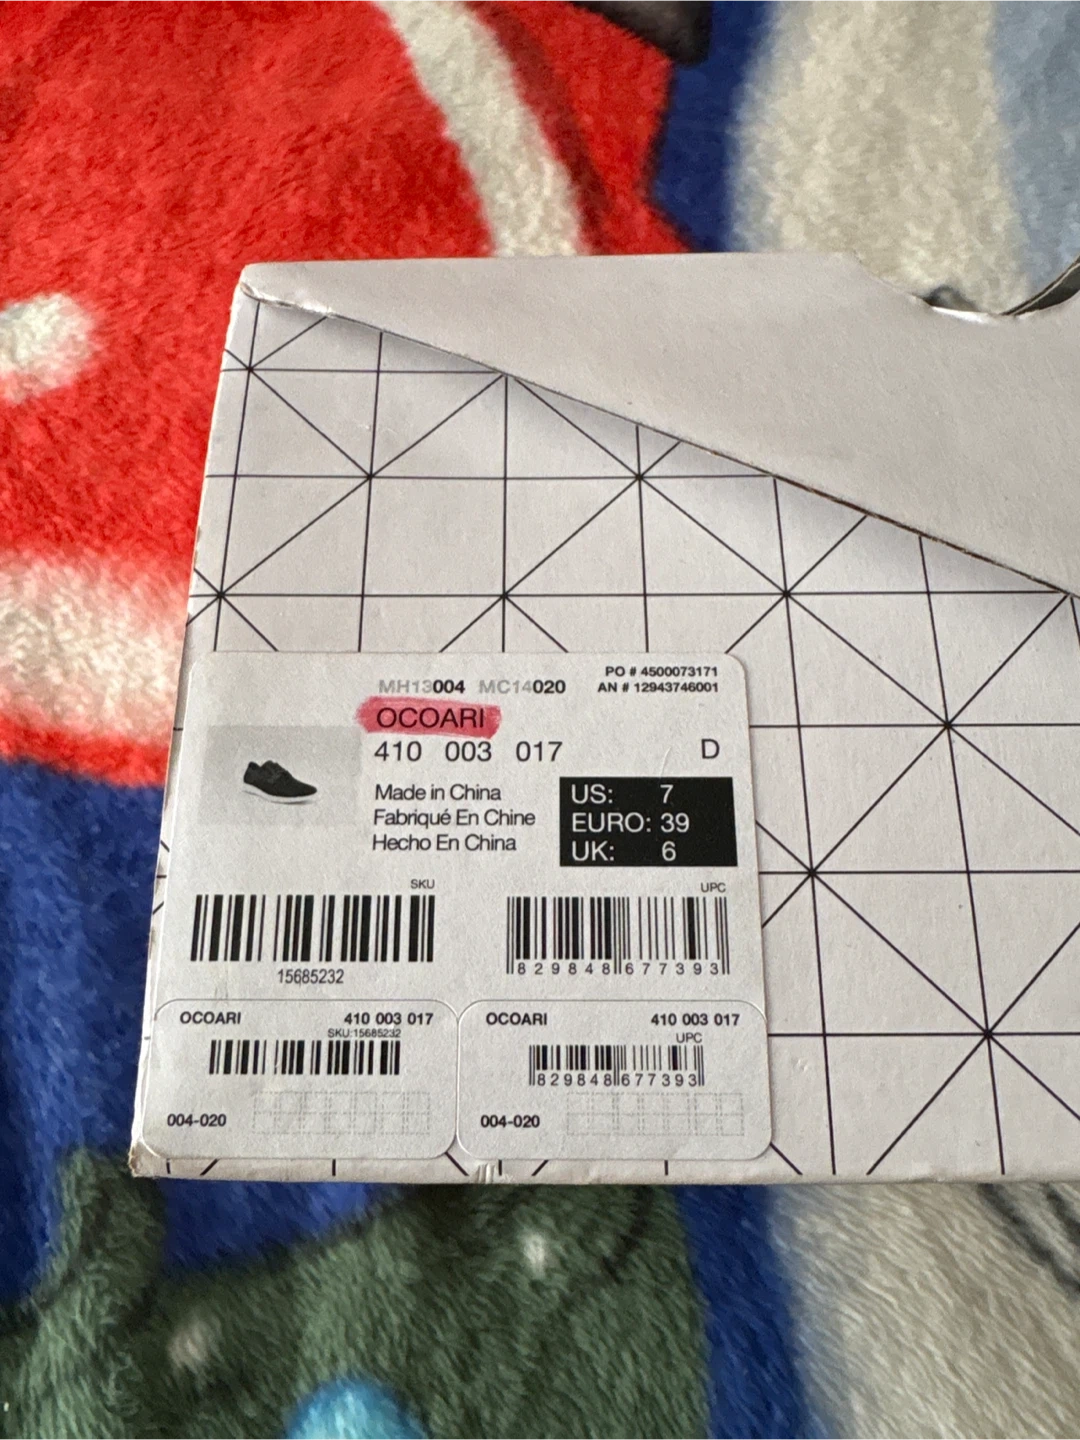 PO # 4500073171
MH13004 MC14020 AN # 12943746001
OCOARI
410 003 017 D
Made in China
Fabriqué En Chine
Hecho En China
US: 7
EURO: 39
UK: 6
SKU
15685232
UPC
829848677393
OCOARI 410 003 017
SKU:15685232
004-020
OCOARI 410 003 017
UPC
829848677393
004-020